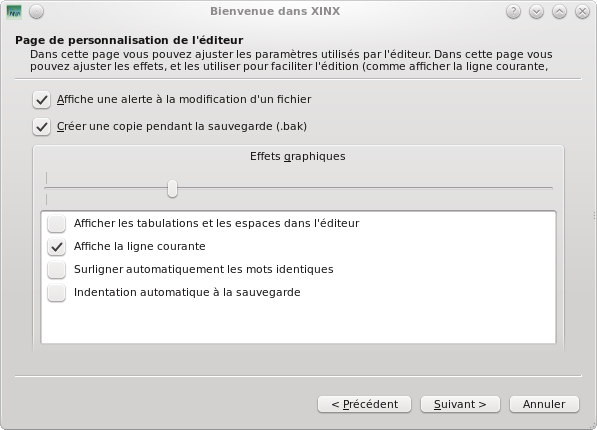 Bienvenue dans XINX
Page de personnalisation de l'éditeur
Dans cette page vous pouvez ajuster les paramètres utilisés par l'éditeur. Dans cette page vous
pouvez ajuster les effets, et les utiliser pour faciliter l'édition (comme afficher la ligne courante,
Affiche une alerte à la modification d'un fichier
Créer une copie pendant la sauvegarde (.bak)
Effets graphiques
Afficher les tabulations et les espaces dans l'éditeur
Affiche la ligne courante
Surligner automatiquement les mots identiques
Indentation automatique à la sauvegarde
< Précédent
Suivant >
Annuler